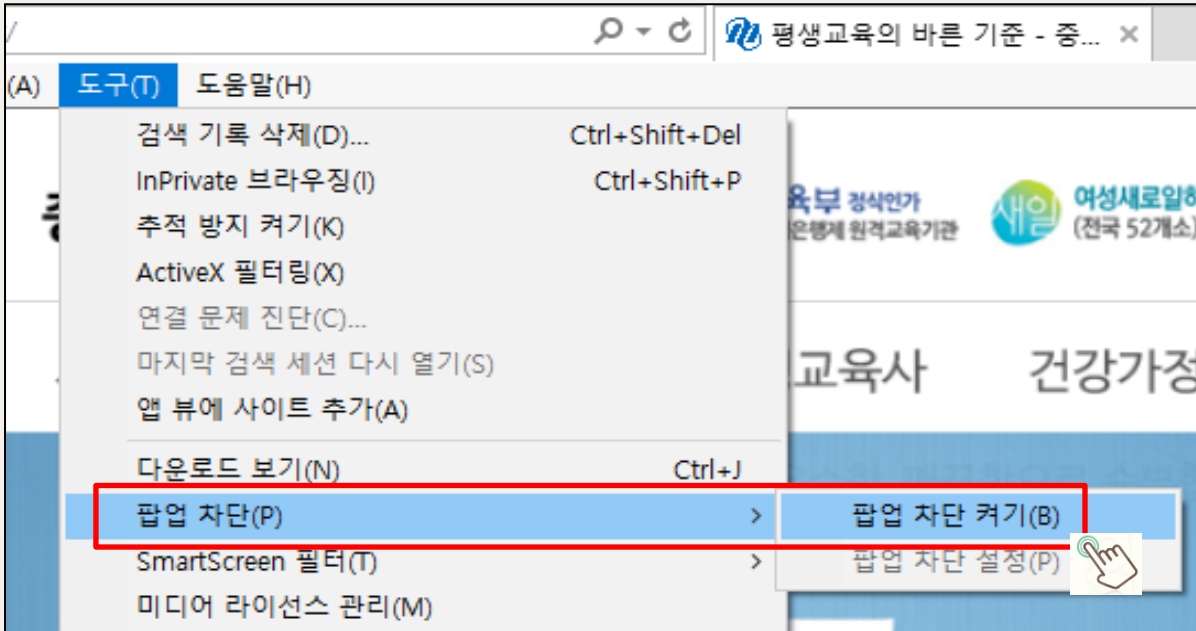 /
평생교육의 바른 기준 - 중...
(A) 도구(T) 도움말(H)
검색 기록 삭제(D)... Ctrl+Shift+Del
InPrivate 브라우징(I) Ctrl+Shift+P
추적 방지 켜기(K)
ActiveX 필터링(X)
연결 문제 진단(C)...
마지막 검색 세션 다시 열기(S)
앱 뷰에 사이트 추가(A)
다운로드 보기(N) Ctrl+J
팝업 차단(P) >
SmartScreen 필터(T) >
미디어 라이선스 관리(M)
팝업 차단 켜기(B)
팝업 차단 설정(P)
육부 정식인가
은행제 원격교육기관
새일
여성새로일하
(전국 52개소)
교육사 건강가정